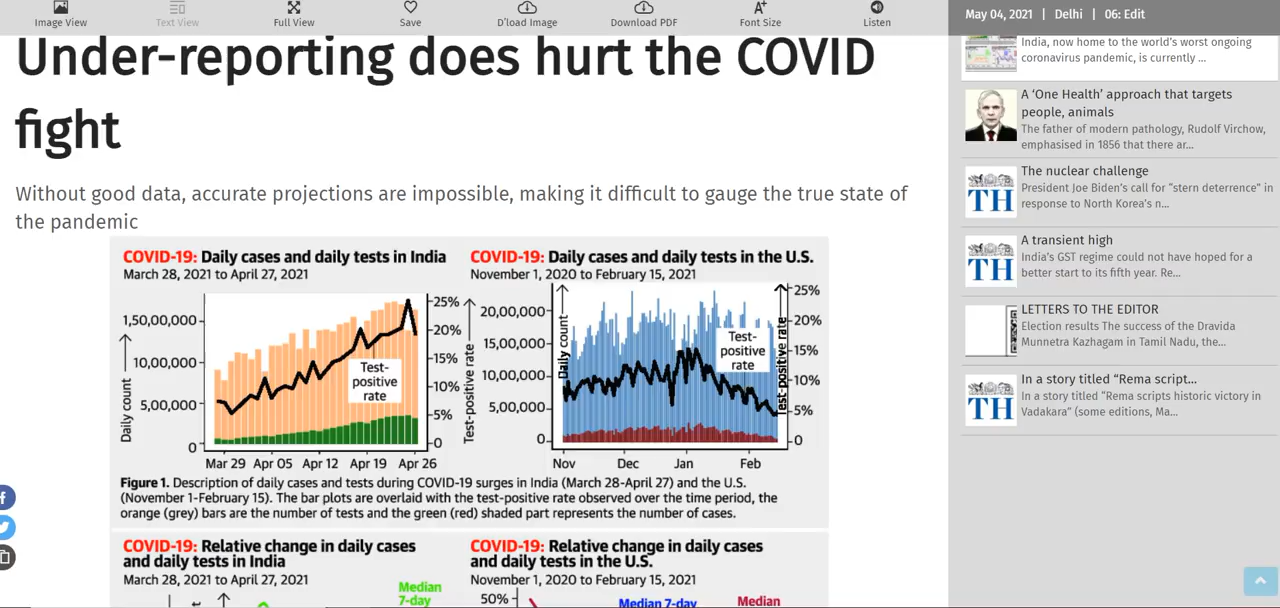 Image View
Text View
Full View
Save
D'load Image
Download PDF
Font Size
Listen
May 04, 2021 | Delhi | 06: Edit
Under-reporting does hurt the COVID
fight
Without good data, accurate projections are impossible, making it difficult to gauge the true state of
the pandemic
COVID-19: Daily cases and daily tests in India
March 28, 2021 to April 27, 2021
Daily count
1,50,00,000
10,00,000
5,00,000
0
25%
20%
15%
10%
5%
0
Test-positive rate
Test-
positive
rate
Mar 29 Apr 05 Apr 12 Apr 19 Apr 26
COVID-19: Daily cases and daily tests in the U.S.
November 1, 2020 to February 15, 2021
Daily count
20,00,000
15,00,000
10,00,000
5,00,000
0
25%
20%
15%
10%
5%
0
Test-positive rate
Test-
positive
rate
Nov Dec Jan Feb
Figure 1. Description of daily cases and tests during COVID-19 surges in India (March 28-April 27) and the U.S.
(November 1-February 15). The bar plots are overlaid with the test-positive rate observed over the time period, the
orange (grey) bars are the number of tests and the green (red) shaded part represents the number of cases.
COVID-19: Relative change in daily cases
and daily tests in India
March 28, 2021 to April 27, 2021
Median
7-day
COVID-19: Relative change in daily cases
and daily tests in the U.S.
November 1, 2020 to February 15, 2021
50%
Median 7-day
Median
India, now home to the world's worst ongoing
coronavirus pandemic, is currently ...
A ‘One Health’ approach that targets
people, animals
The father of modern pathology, Rudolf Virchow,
emphasised in 1856 that there ar...
TH
The nuclear challenge
President Joe Biden's call for “stern deterrence” in
response to North Korea's n...
TH
A transient high
India's GST regime could not have hoped for a
better start to its fifth year. Re...
LETTERS TO THE EDITOR
Election results The success of the Dravida
Munnetra Kazhagam in Tamil Nadu, the...
TH
In a story titled “Rema script...
In a story titled “Rema scripts historic victory in
Vadakara” (some editions, Ma...